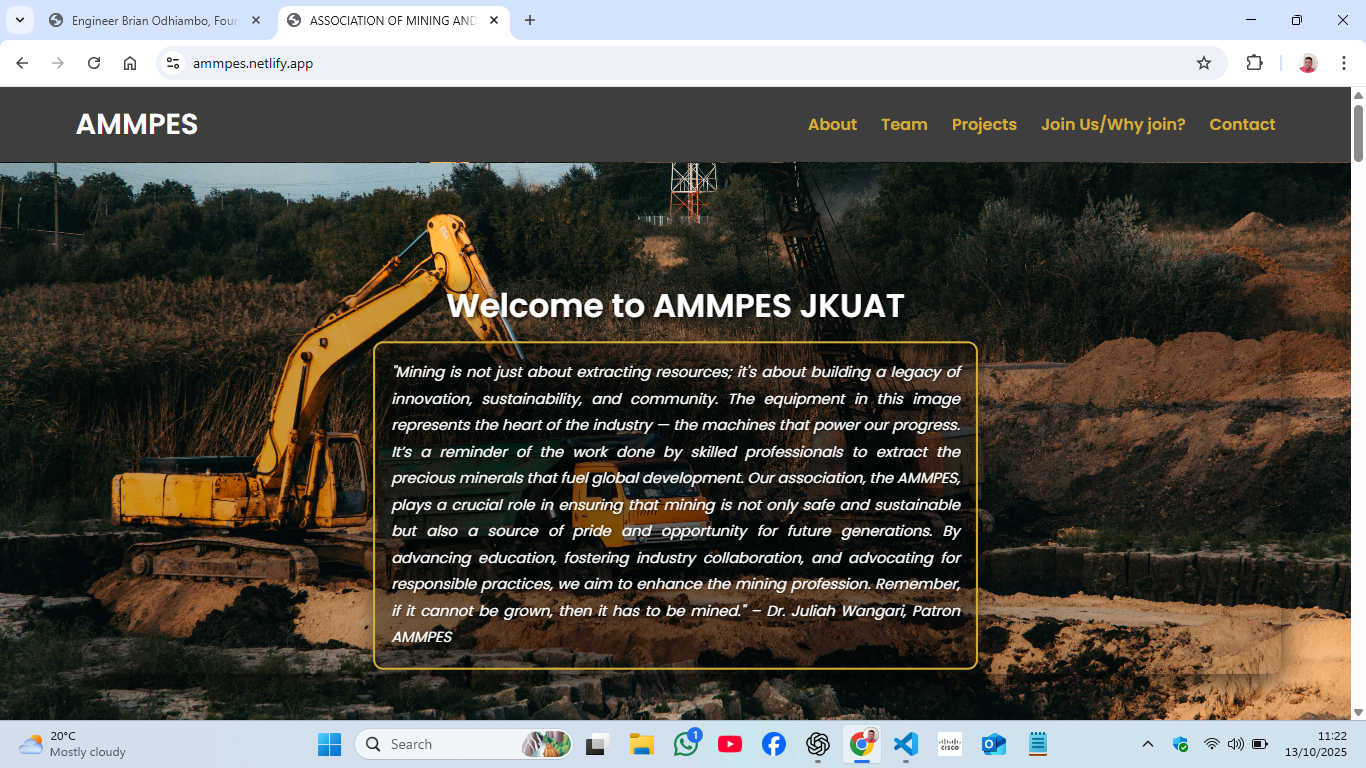 Engineer Brian Odhiambo, Foun
ASSOCIATION OF MINING AND
ammpes.netlify.app
AMMPES
About
Team
Projects
Join Us/Why join?
Contact
Welcome to AMMPES JKUAT
"Mining is not just about extracting resources; it's about building a legacy of
innovation, sustainability, and community. The equipment in this image
represents the heart of the industry — the machines that power our progress.
It's a reminder of the work done by skilled professionals to extract the
precious minerals that fuel global development. Our association, the AMMPES,
plays a crucial role in ensuring that mining is not only safe and sustainable
but also a source of pride and opportunity for future generations. By
advancing education, fostering industry collaboration, and advocating for
responsible practices, we aim to enhance the mining profession. Remember,
if it cannot be grown, then it has to be mined." – Dr. Juliah Wangari, Patron
AMMPES
20°C
Mostly cloudy
Search
1
CISCO
11:22
13/10/2025